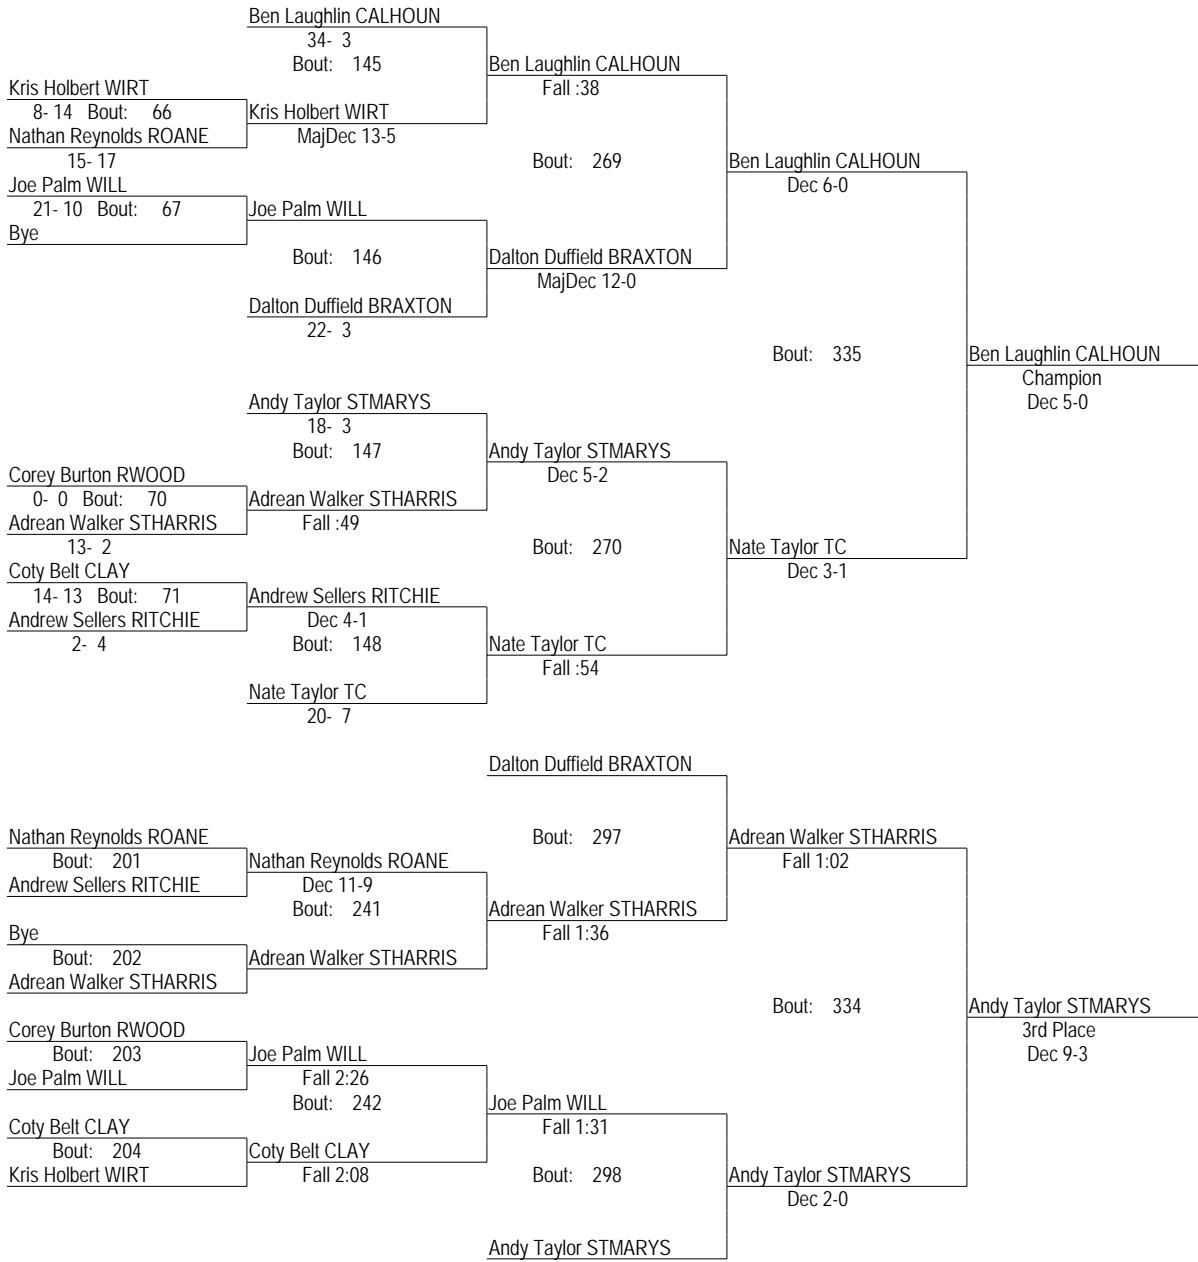 Ben Laughlin CALHOUN
34- 3
Bout: 145
Ben Laughlin CALHOUN
Fall :38
Kris Holbert WIRT
8- 14 Bout: 66
Kris Holbert WIRT
MajDec 13-5
Nathan Reynolds ROANE
15- 17
Bout: 269
Ben Laughlin CALHOUN
Dec 6-0
Joe Palm WILL
21- 10 Bout: 67
Joe Palm WILL
Bye
Bout: 146
Dalton Duffield BRAXTON
MajDec 12-0
Dalton Duffield BRAXTON
22- 3
Bout: 335
Ben Laughlin CALHOUN
Champion
Dec 5-0
Andy Taylor STMARYS
18- 3
Bout: 147
Andy Taylor STMARYS
Dec 5-2
Corey Burton RWOOD
0- 0 Bout: 70
Adrean Walker STHARRIS
Fall :49
Adrean Walker STHARRIS
13- 2
Bout: 270
Nate Taylor TC
Dec 3-1
Coty Belt CLAY
14- 13 Bout: 71
Andrew Sellers RITCHIE
Dec 4-1
Andrew Sellers RITCHIE
2- 4
Bout: 148
Nate Taylor TC
Fall :54
Nate Taylor TC
20- 7
Dalton Duffield BRAXTON
Bout: 297
Adrean Walker STHARRIS
Fall 1:02
Nathan Reynolds ROANE
Bout: 201
Nathan Reynolds ROANE
Dec 11-9
Andrew Sellers RITCHIE
Bout: 241
Adrean Walker STHARRIS
Fall 1:36
Bye
Bout: 202
Adrean Walker STHARRIS
Adrean Walker STHARRIS
Bout: 334
Andy Taylor STMARYS
3rd Place
Dec 9-3
Corey Burton RWOOD
Bout: 203
Joe Palm WILL
Fall 2:26
Joe Palm WILL
Bout: 242
Joe Palm WILL
Fall 1:31
Coty Belt CLAY
Bout: 204
Coty Belt CLAY
Fall 2:08
Kris Holbert WIRT
Bout: 298
Andy Taylor STMARYS
Dec 2-0
Andy Taylor STMARYS